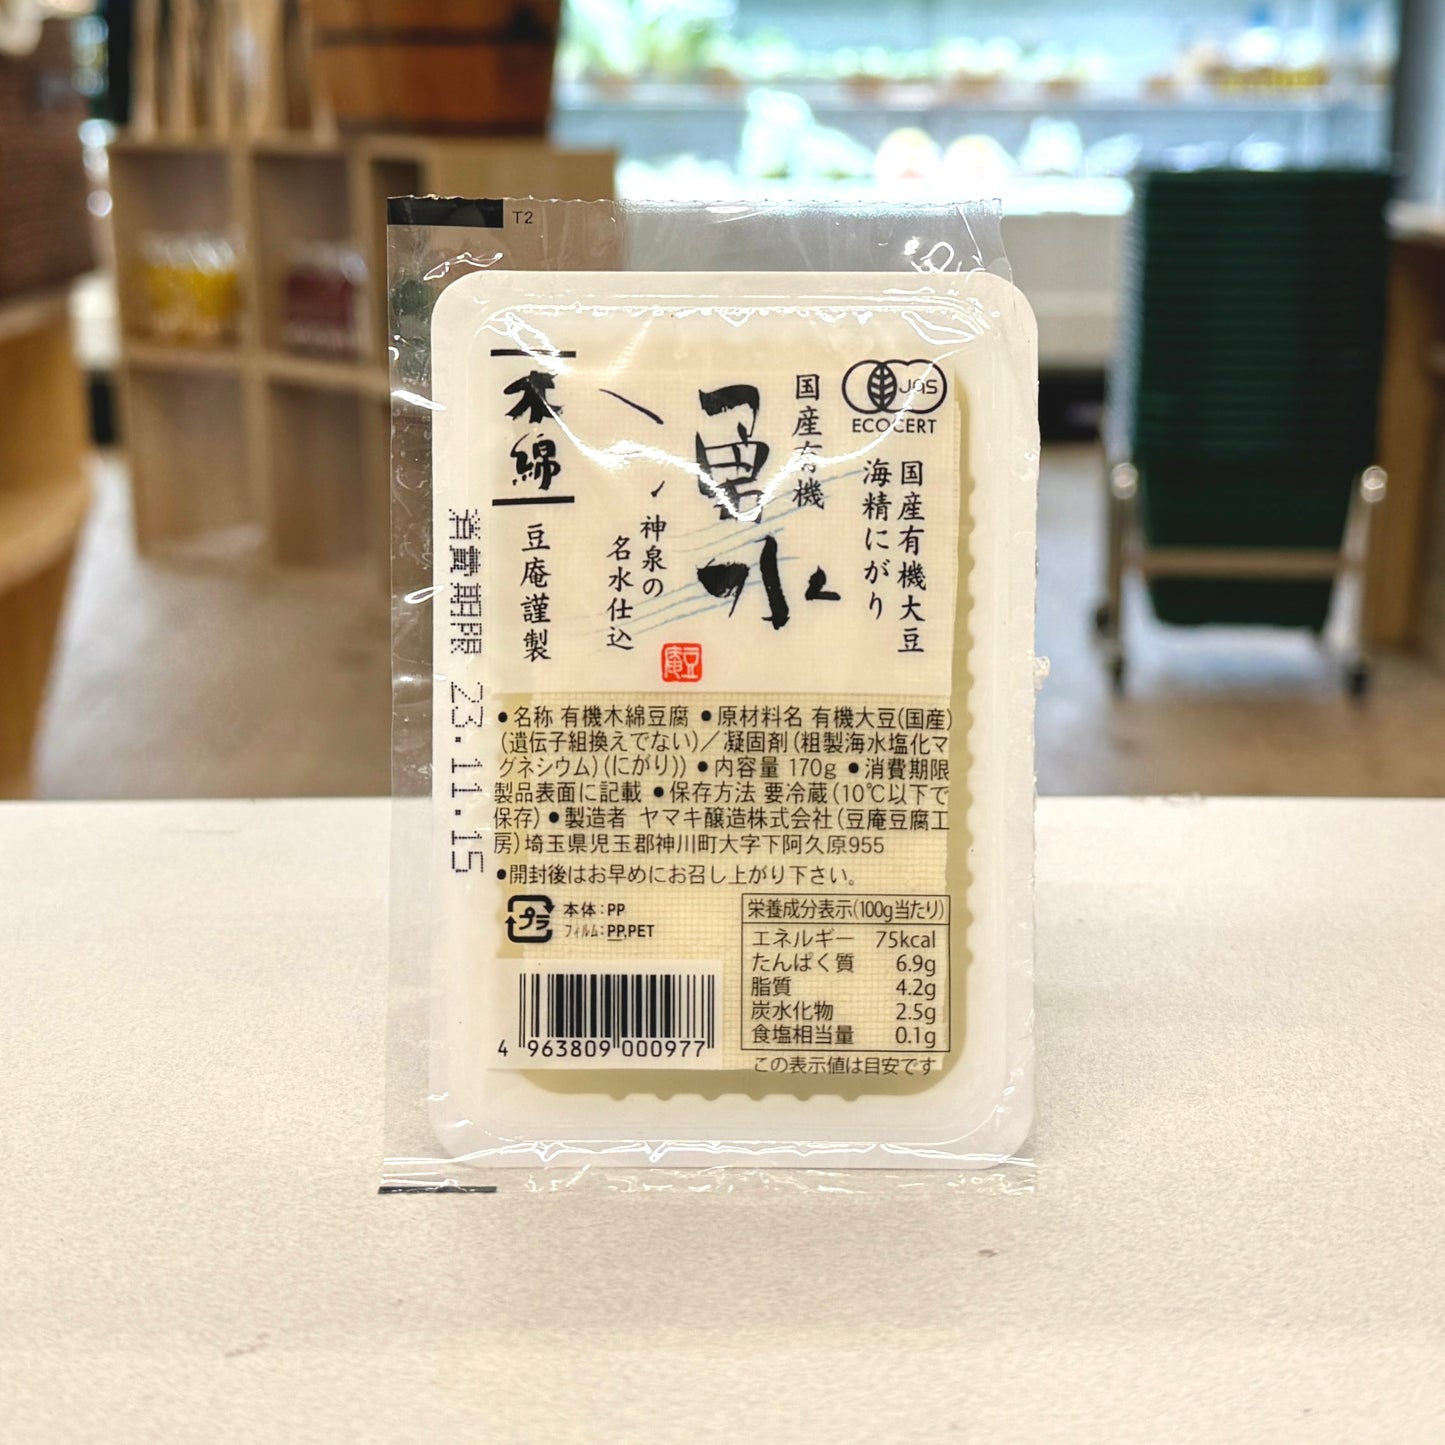 T2
JAS
ECOCERT
国産有機大豆
海精にがり
国産有機
湧水
神泉の
名水仕込
豆庵
木綿
豆庵謹製
消費期限 23.11.15
●名称 有機木綿豆腐 ●原材料名 有機大豆(国産)
(遺伝子組換えでない)／凝固剤(粗製海水塩化マ
グネシウム)(にがり)) ●内容量 170g ●消費期限
製品表面に記載 ●保存方法 要冷蔵(10℃以下で
保存) ●製造者 ヤマキ醸造株式会社(豆庵豆腐工
房)埼玉県児玉郡神川町大字下阿久原955
●開封後はお早めにお召し上がり下さい。
プラ
本体：PP
フィルム：PP,PET
栄養成分表示(100g当たり)
エネルギー 75kcal
たんぱく質 6.9g
脂質 4.2g
炭水化物 2.5g
食塩相当量 0.1g
この表示値は目安です
4 963809 000977